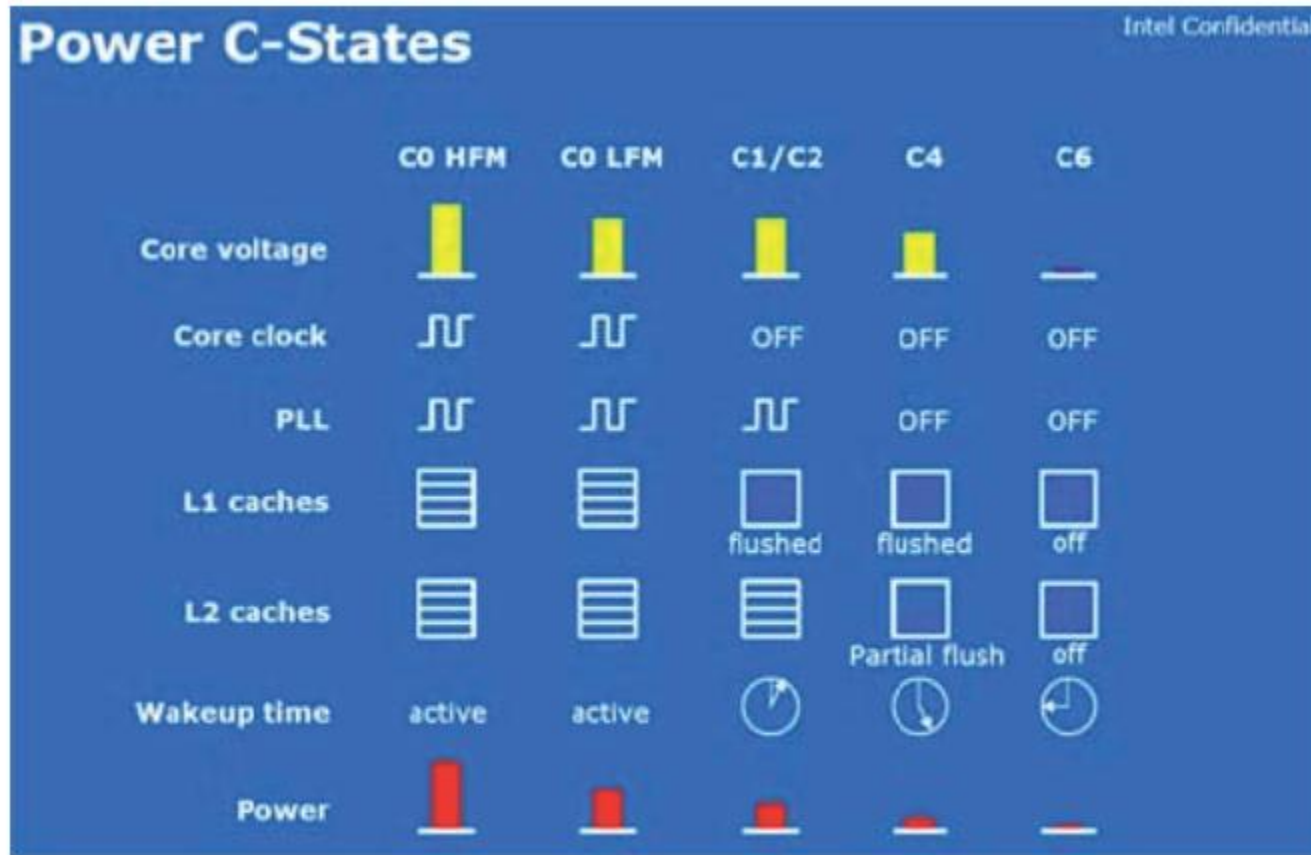 Power C-States
Intel Confidential
C0 HFM C0 LFM C1/C2 C4 C6
Core voltage
Core clock OFF OFF OFF
PLL OFF OFF
L1 caches
flushed flushed off
L2 caches
Partial flush off
Wakeup time active active
Power